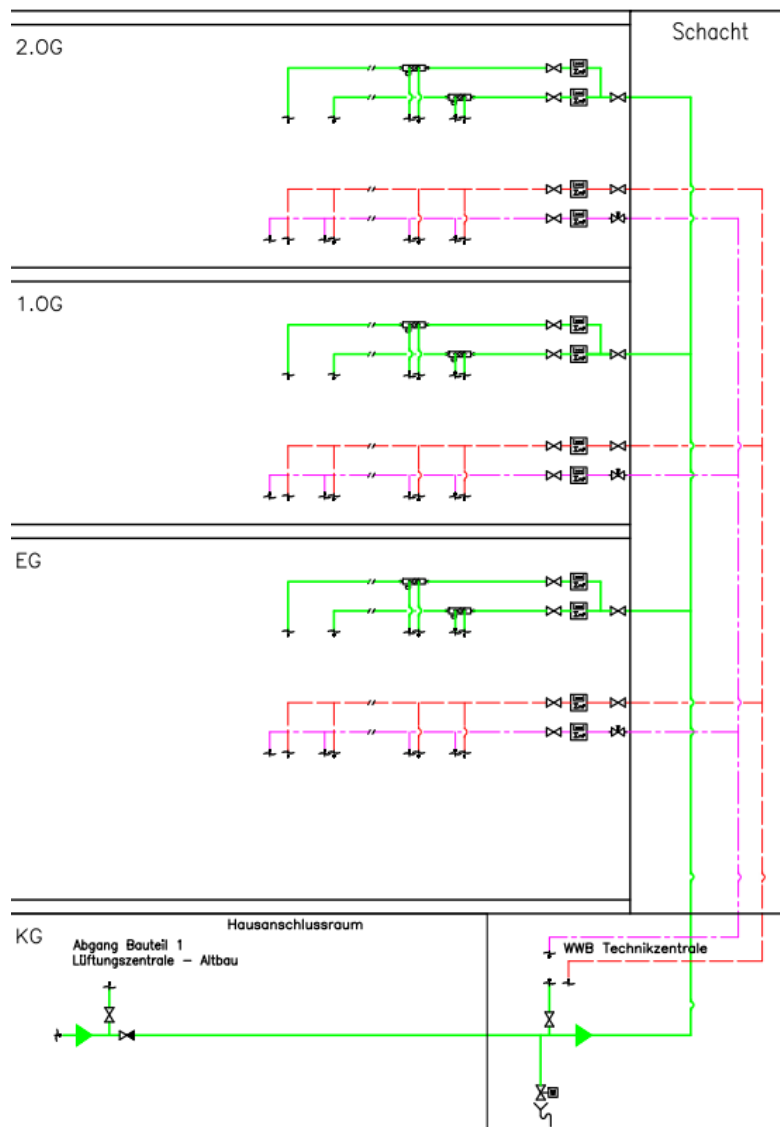 2.OG
Schacht
1.OG
EG
KG
Hausanschlussraum
Abgang Bauteil 1
Lüftungszentrale – Altbau
WWB Technikzentrale